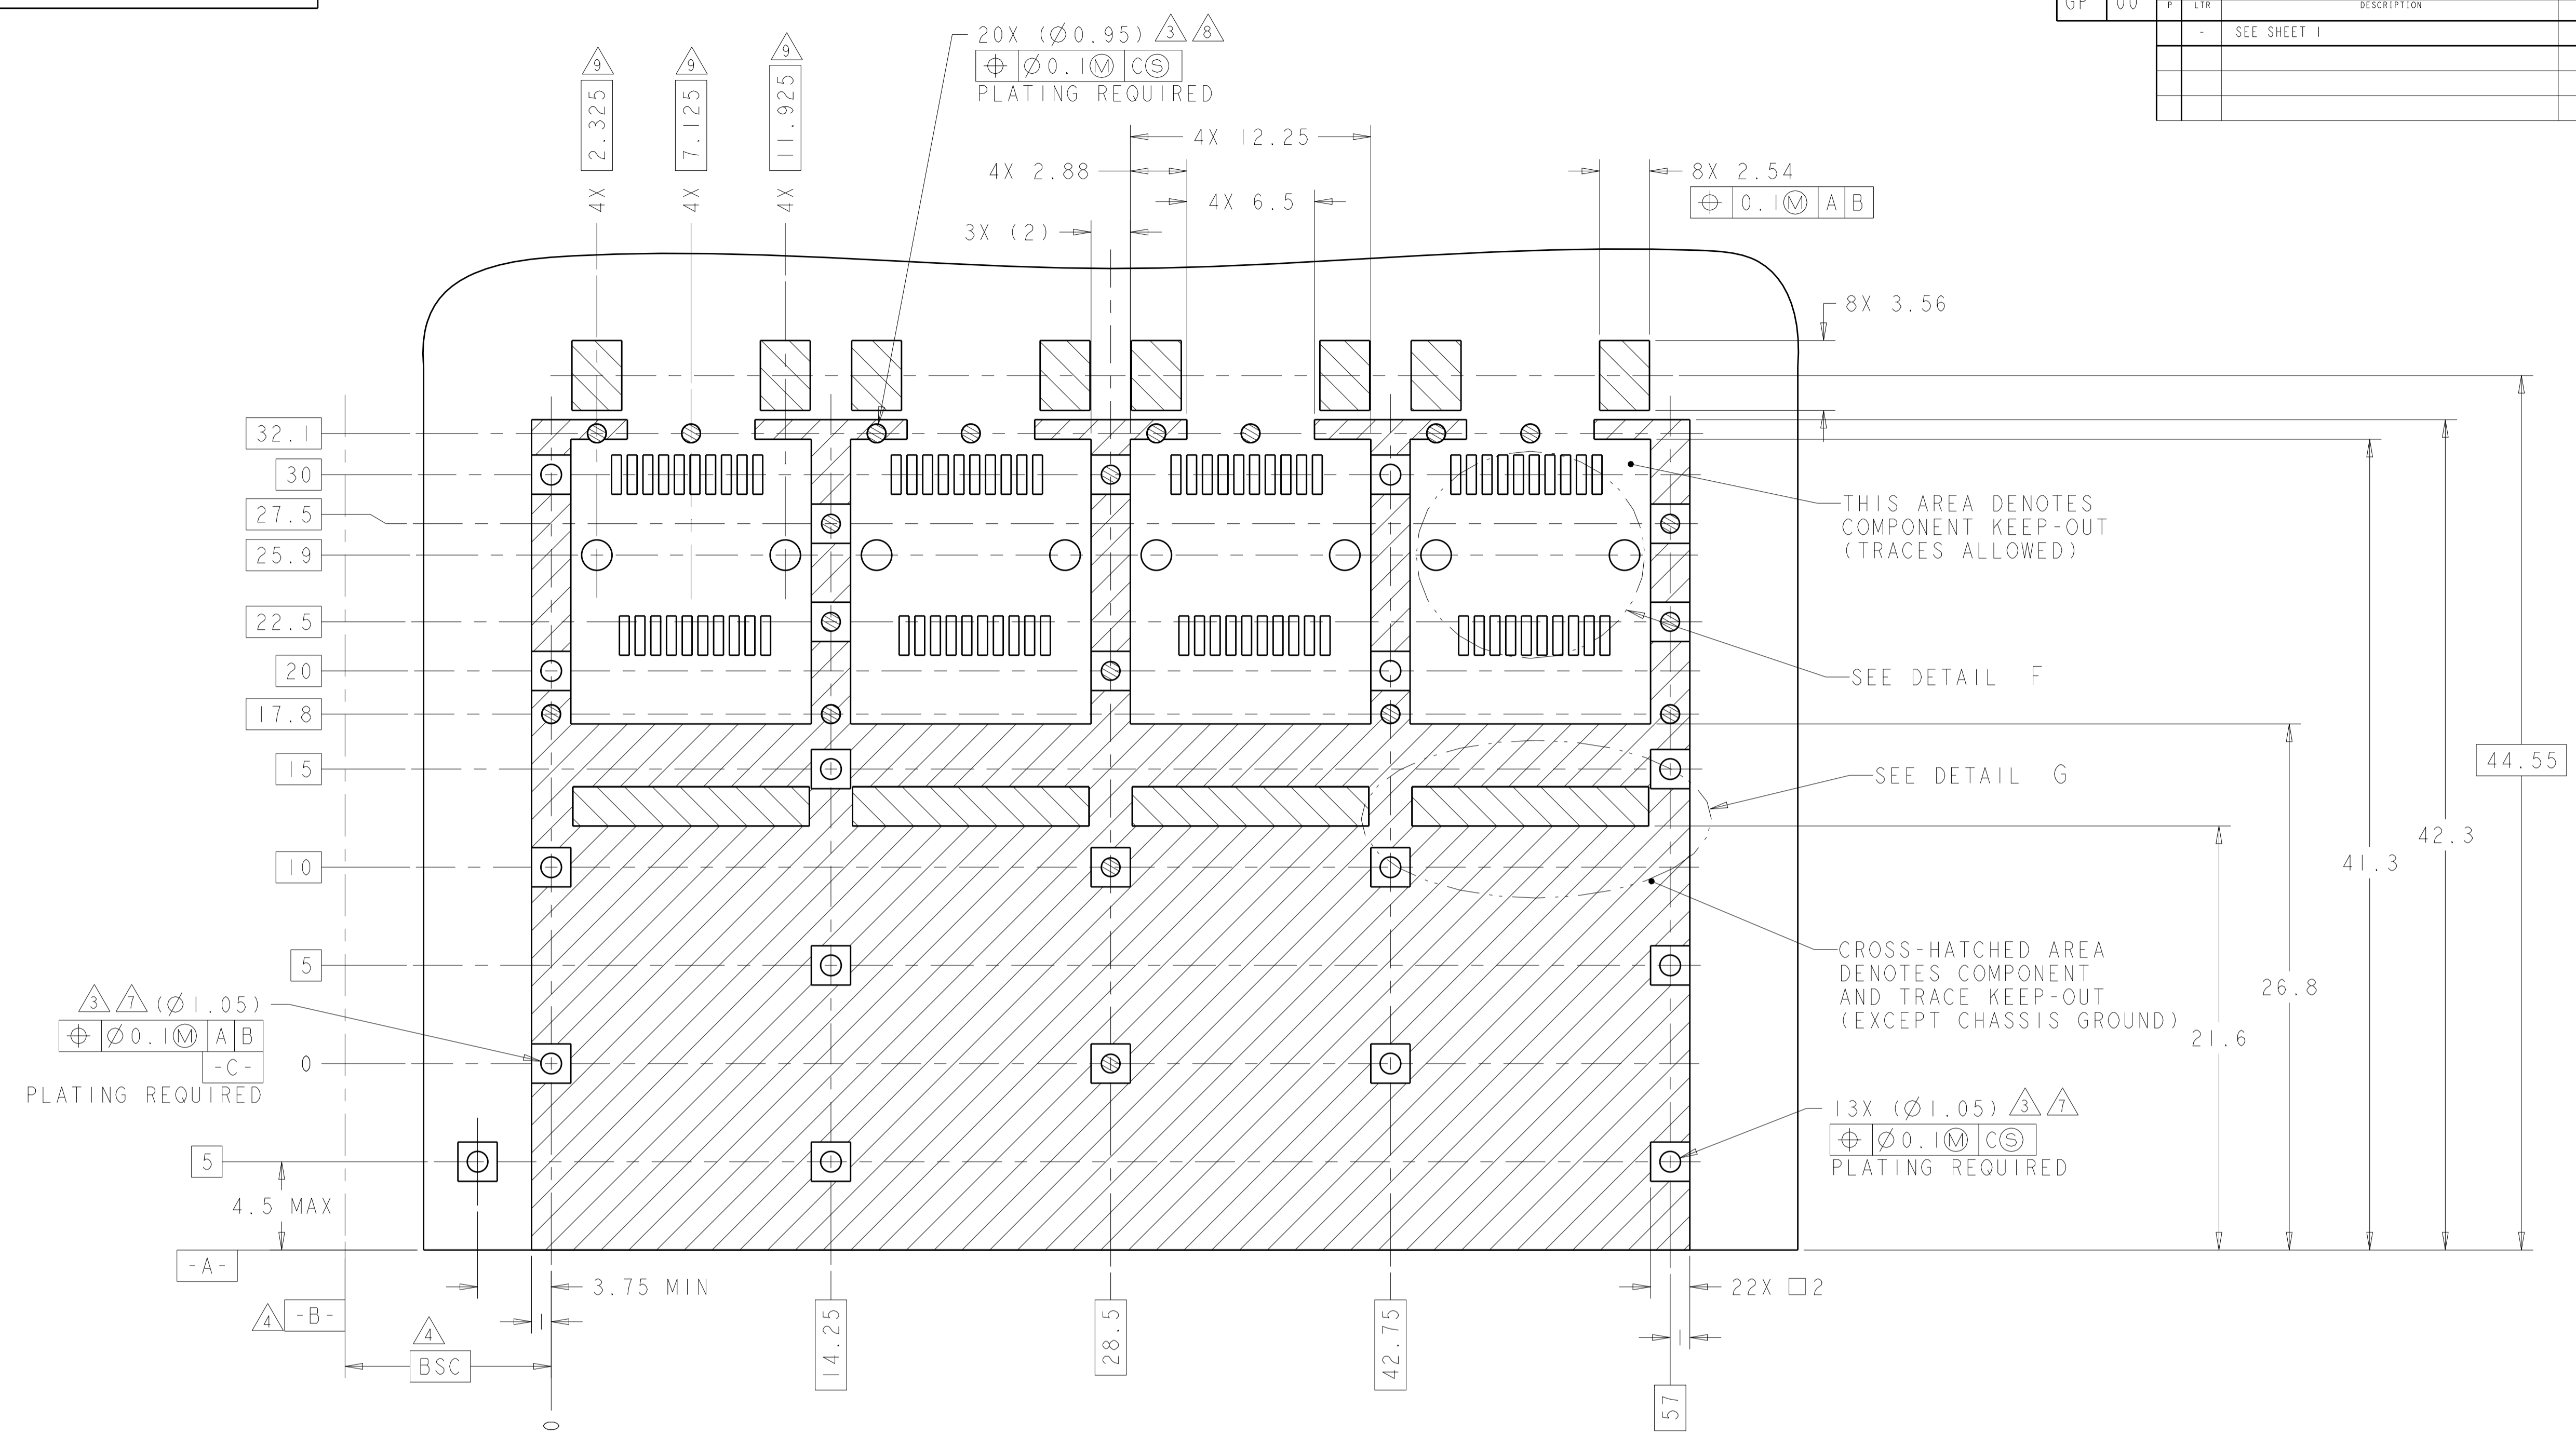 GP 00 P LTR DESCRIPTION
- SEE SHEET 1
20X (Ø0.95) 3 8
⌖ Ø0.1Ⓜ CⓈ
PLATING REQUIRED
9
4X 2.325
9
4X 7.125
9
4X 11.925
4X 12.25
4X 2.88
4X 6.5
3X (2)
8X 2.54
⌖ 0.1Ⓜ A B
8X 3.56
32.1
30
27.5
25.9
22.5
20
17.8
15
10
5
0
5
THIS AREA DENOTES
COMPONENT KEEP-OUT
(TRACES ALLOWED)
SEE DETAIL F
SEE DETAIL G
44.55
42.3
41.3
26.8
21.6
CROSS-HATCHED AREA
DENOTES COMPONENT
AND TRACE KEEP-OUT
(EXCEPT CHASSIS GROUND)
3 7 (Ø1.05)
⌖ Ø0.1Ⓜ A B
-C-
PLATING REQUIRED
13X (Ø1.05) 3 7
⌖ Ø0.1Ⓜ CⓈ
PLATING REQUIRED
4.5 MAX
-A-
4 -B-
3.75 MIN
1
4
BSC
22X □2
1
0
14.25
28.5
42.75
57